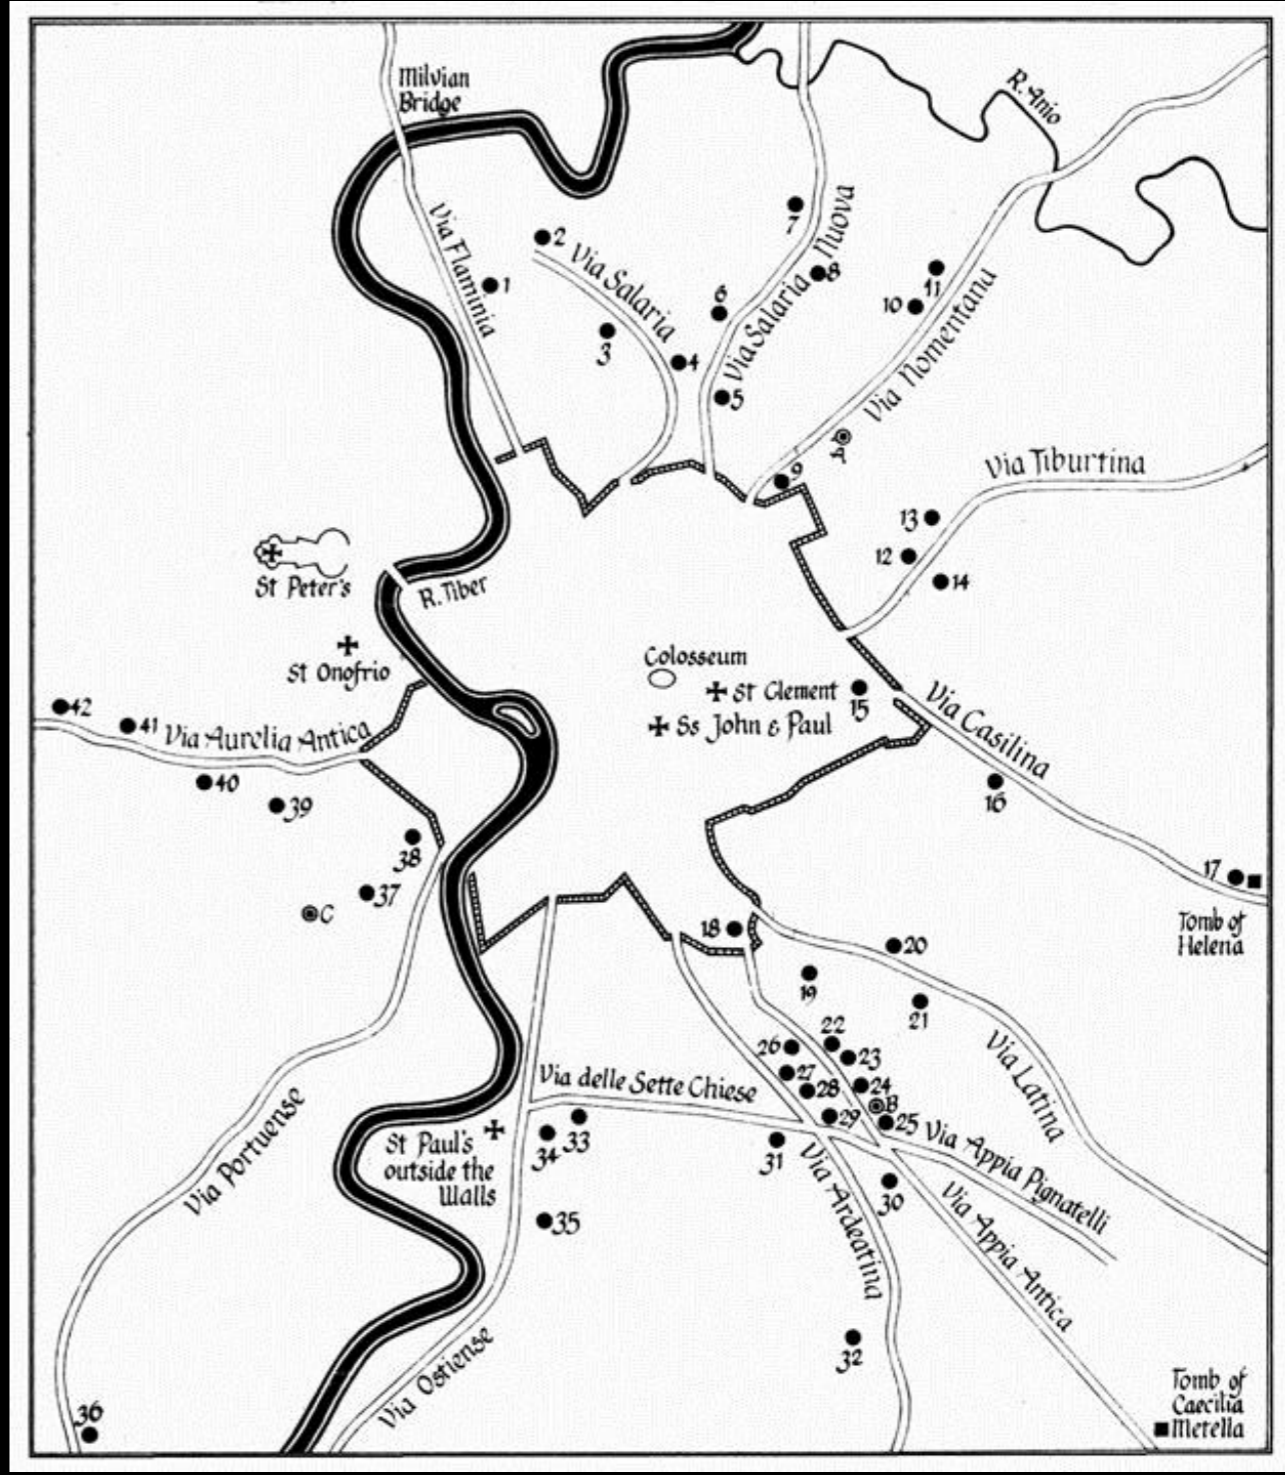 Milvian
Bridge
R. Anio
Via Flaminia
2
Via Salaria
1
3
4
6
7
8
Via Salaria Nuova
5
10
11
Via Nomentana
A
9
Via Tiburtina
13
12
14
St Peter's
R. Tiber
St Onofrio
Colosseum
St Clement
Ss John & Paul
15
Via Casilina
16
17
Tomb of
Helena
42
41
Via Aurelia Antica
40
39
38
37
C
18
20
19
21
Via Latina
22
26
23
27
24
28
B
29
25
Via delle Sette Chiese
Via Appia Pignatelli
St Paul's
outside the
Walls
34
33
31
30
Via Ardeatina
Via Appia Antica
35
Via Portuense
Via Ostiense
32
36
Tomb of
Caecilia
Metella